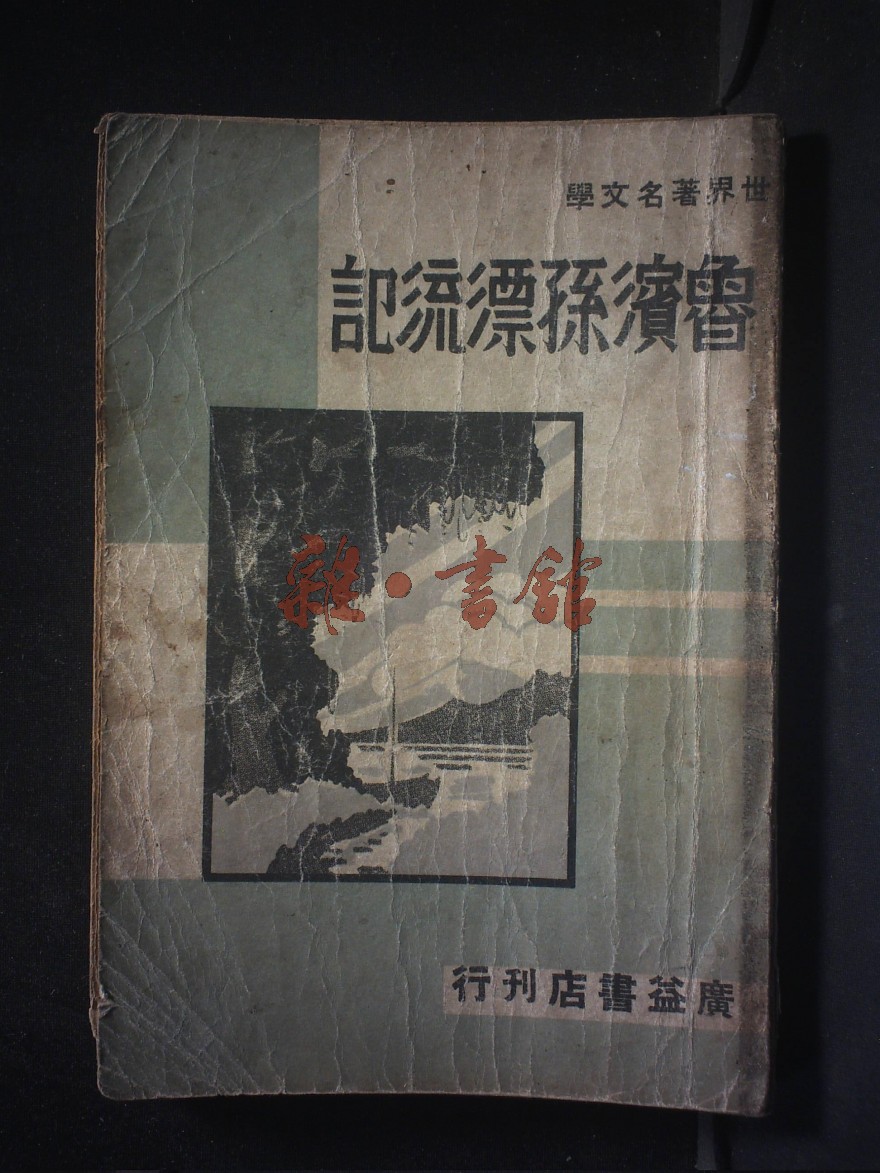 世界著名文學
魯濱孫漂流記
雜·書館
廣益書店刊行